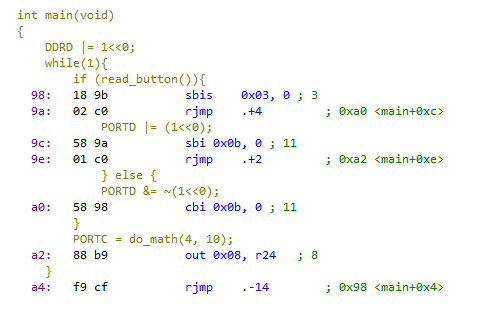 int main(void)
{
    DDRD |= 1<<0;
    while(1){
        if (read_button()){
  98:   18 9b           sbis    0x03, 0 ; 3
  9a:   02 c0           rjmp    .+4         ; 0xa0 <main+0xc>
            PORTD |= (1<<0);
  9c:   58 9a           sbi 0x0b, 0 ; 11
  9e:   01 c0           rjmp    .+2         ; 0xa2 <main+0xe>
            } else {
            PORTD &= ~(1<<0);
  a0:   58 98           cbi 0x0b, 0 ; 11
        }
        PORTC = do_math(4, 10);
  a2:   88 b9           out 0x08, r24   ; 8
    }
  a4:   f9 cf           rjmp    .-14        ; 0x98 <main+0x4>